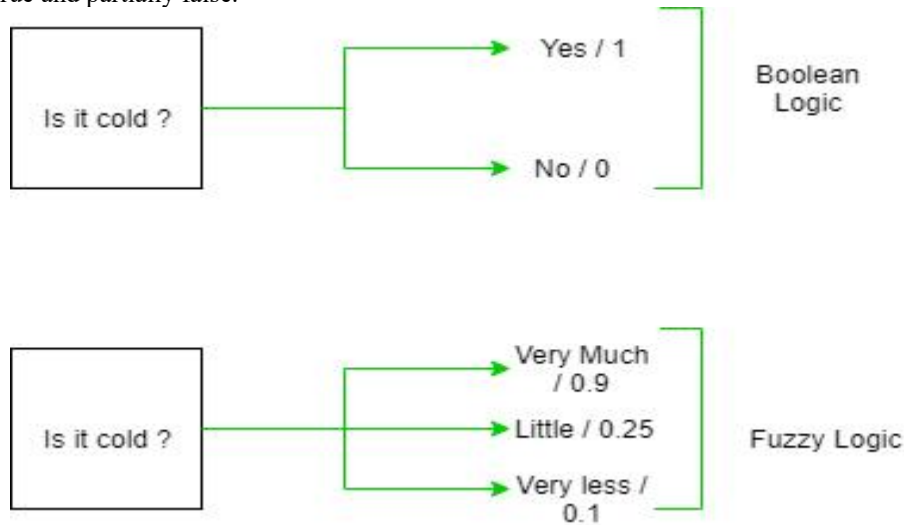 rue and partially false.
Is it cold ?
Yes / 1
No / 0
Boolean
Logic
Is it cold ?
Very Much
/ 0.9
Little / 0.25
Very less /
0.1
Fuzzy Logic